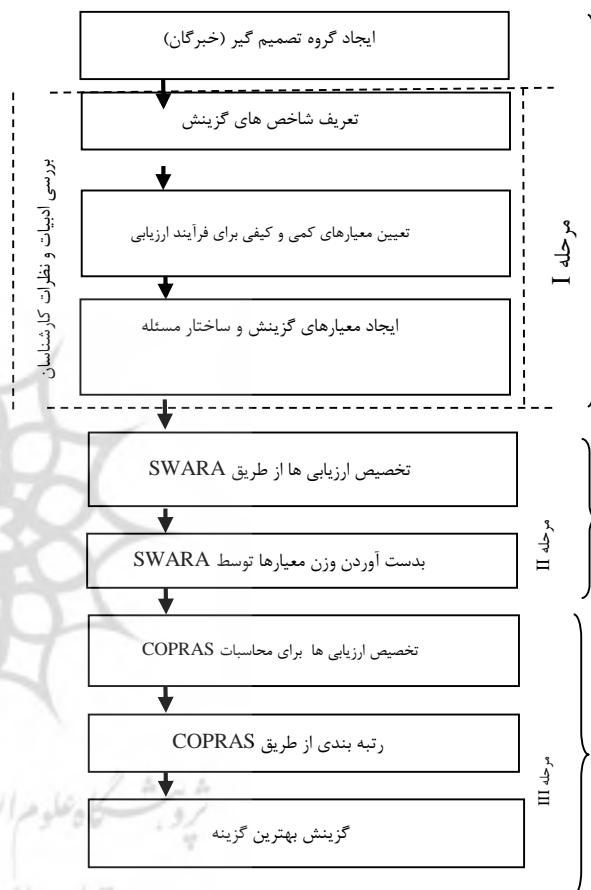 ایجاد گروه تصمیم گیر (خبرگان)
تعریف شاخص های گزینش
تعیین معیارهای کمی و کیفی برای فرآیند ارزیابی
ایجاد معیارهای گزینش و ساختار مسئله
بررسی ادبیات و نظرات کارشناسان
مرحله I
تخصیص ارزیابی ها از طریق SWARA
بدست آوردن وزن معیارها توسط SWARA
مرحله II
تخصیص ارزیابی ها برای محاسبات COPRAS
رتبه بندی از طریق COPRAS
گزینش بهترین گزینه
مرحله III